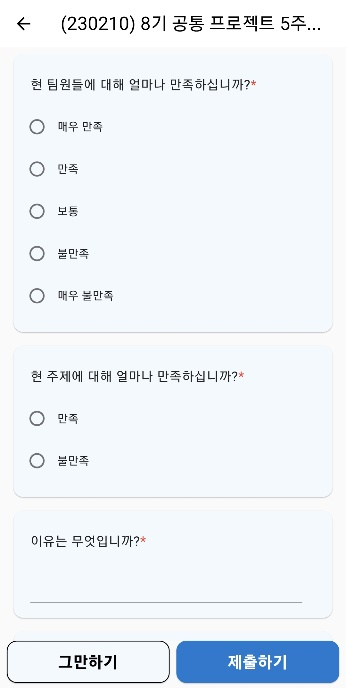 (230210) 8기 공통 프로젝트 5주...
현 팀원들에 대해 얼마나 만족하십니까?*
매우 만족
만족
보통
불만족
매우 불만족
현 주제에 대해 얼마나 만족하십니까?*
만족
불만족
이유는 무엇입니까?*
그만하기
제출하기